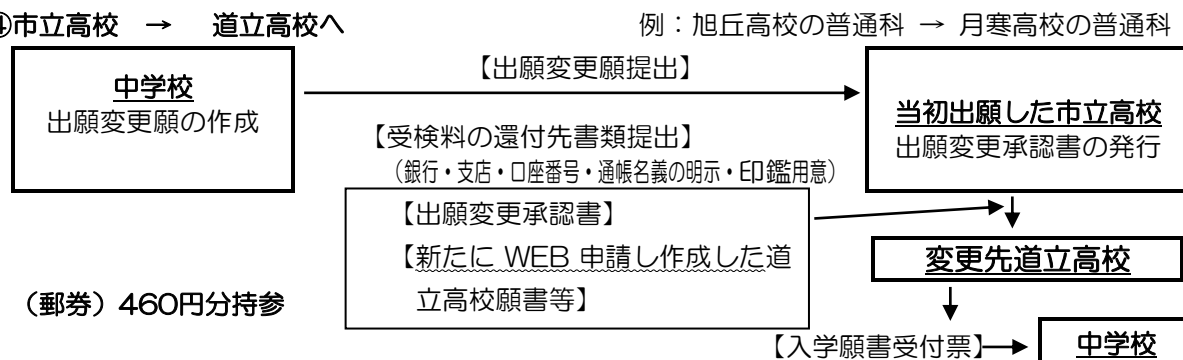 ④市立高校 → 道立高校へ 例：旭丘高校の普通科 → 月寒高校の普通科
中学校
出願変更願の作成
【出願変更願提出】
【受検料の還付先書類提出】
（銀行・支店・口座番号・通帳名義の明示・印鑑用意）
当初出願した市立高校
出願変更承認書の発行
【出願変更承認書】
【新たに WEB 申請し作成した道
立高校願書等】
変更先道立高校
（郵券）460円分持参
【入学願書受付票】
中学校